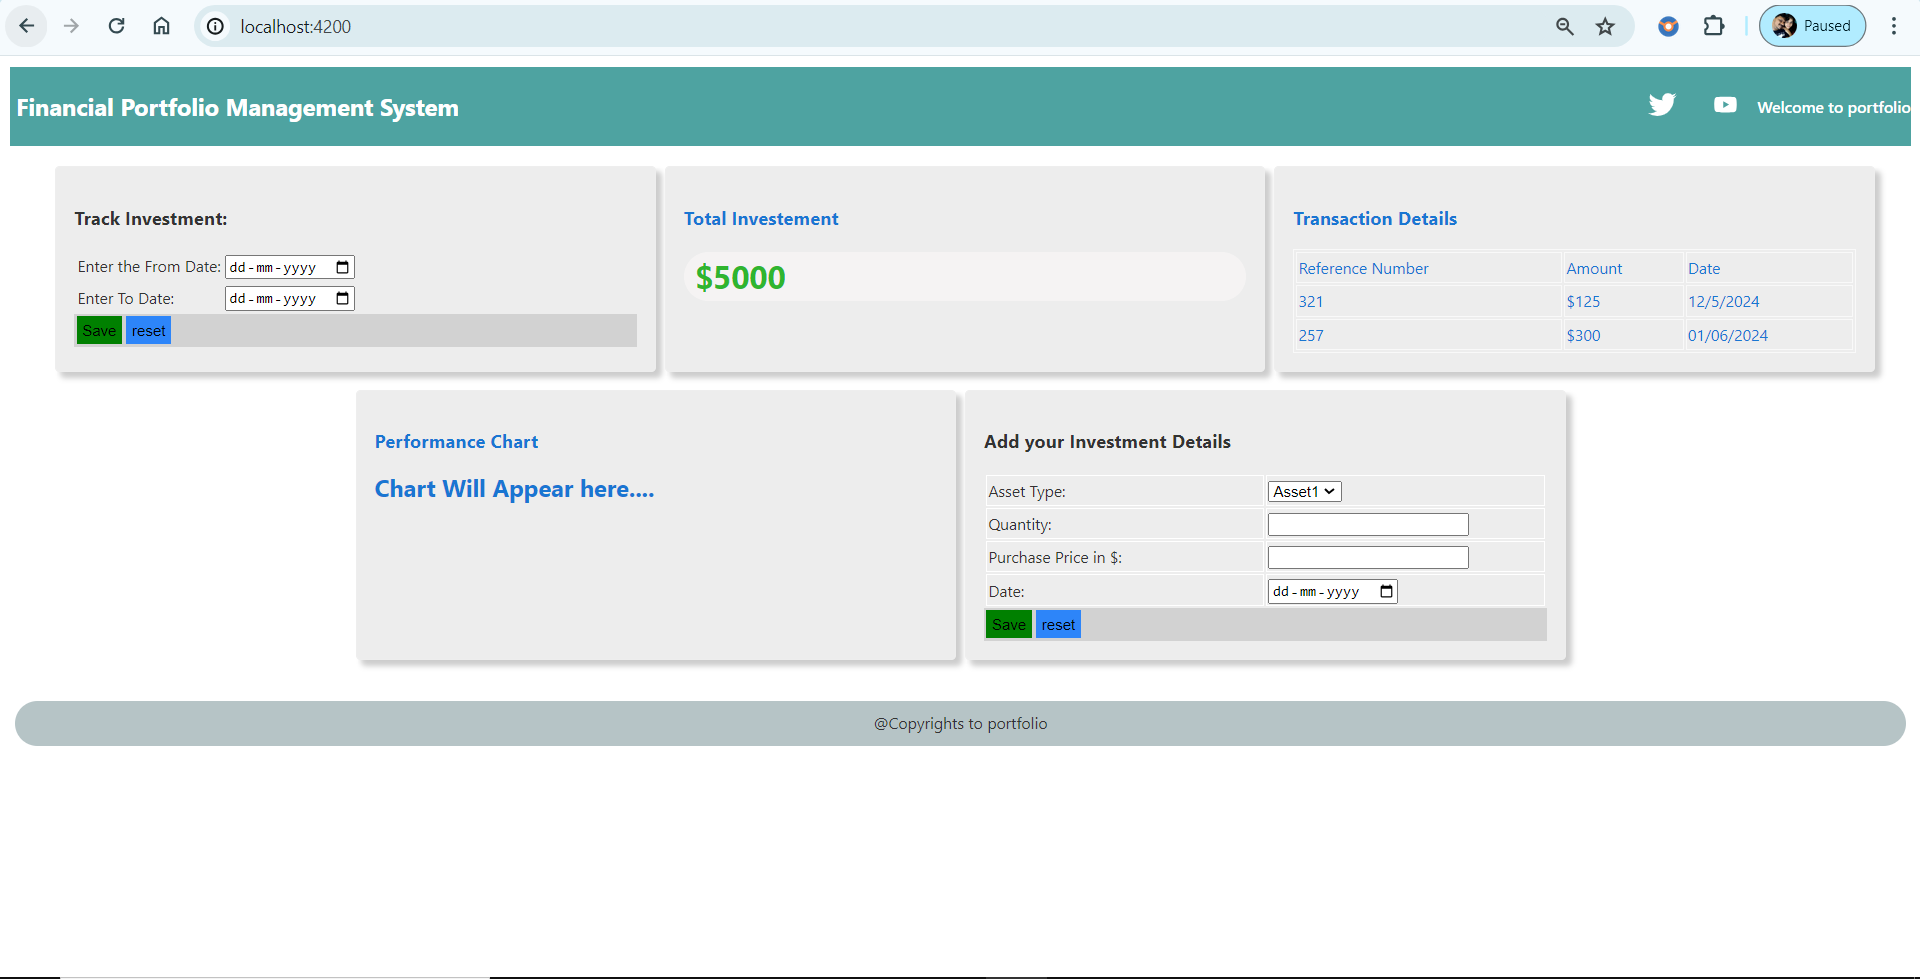 localhost:4200
Paused
Financial Portfolio Management System
Welcome to portfolio
Track Investment:
Enter the From Date: dd-mm-yyyy
Enter To Date: dd-mm-yyyy
Save reset
Total Investement
$5000
Transaction Details
Reference Number Amount Date
321 $125 12/5/2024
257 $300 01/06/2024
Performance Chart
Chart Will Appear here....
Add your Investment Details
Asset Type: Asset1
Quantity:
Purchase Price in $:
Date: dd-mm-yyyy
Save reset
@Copyrights to portfolio